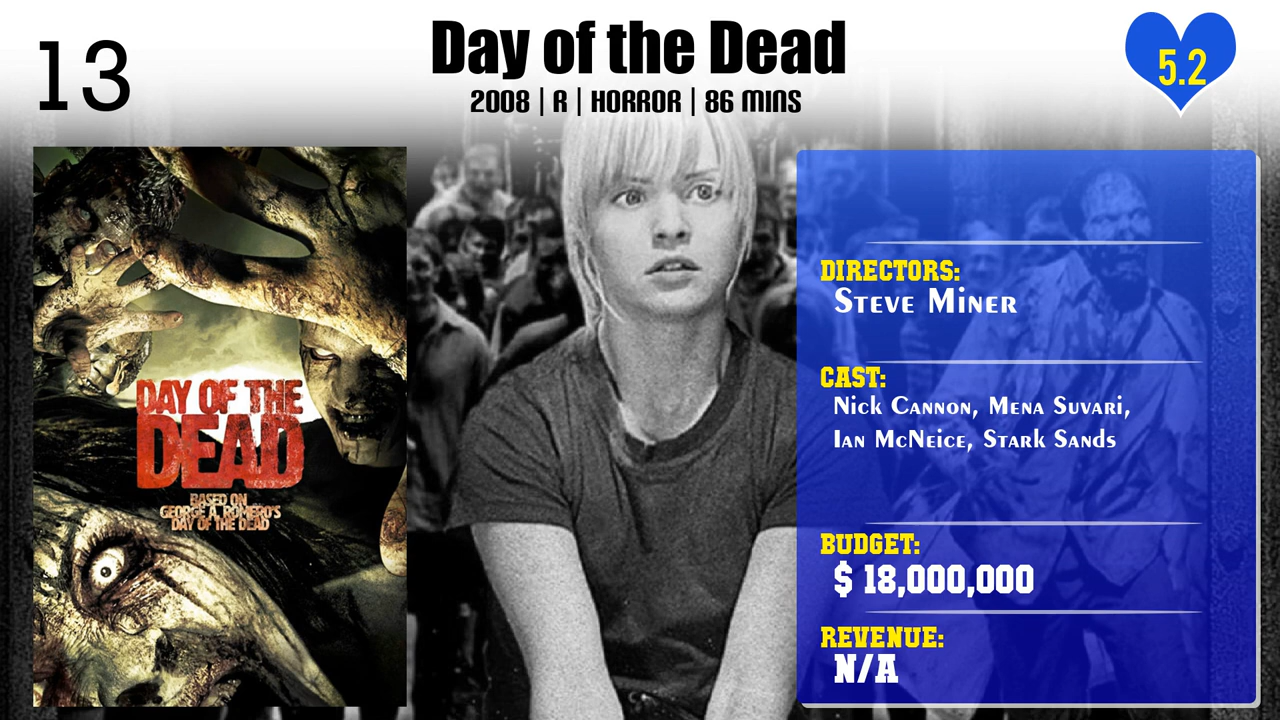 13
Day of the Dead
5.2
2008 | R | HORROR | 86 MINS
DAY OF THE
DEAD
BASED ON
GEORGE A. ROMERO'S
DAY OF THE DEAD
DIRECTORS:
STEVE MINER
CAST:
NICK CANNON, MENA SUVARI,
IAN MCNEICE, STARK SANDS
BUDGET:
$ 18,000,000
REVENUE:
N/A